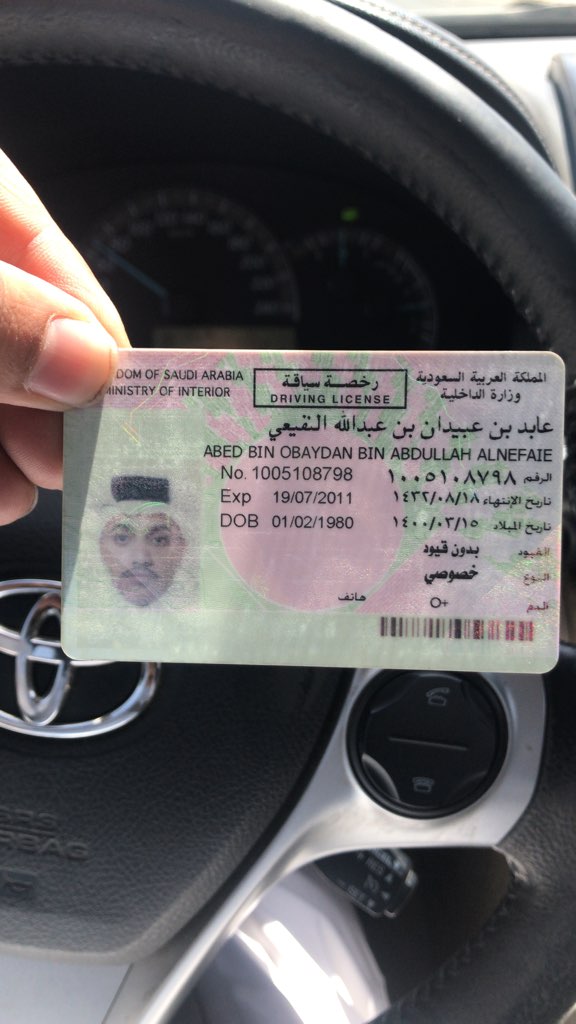 DOM OF SAUDI ARABIA
MINISTRY OF INTERIOR
رخصة سياقة
DRIVING LICENSE
المملكة العربية السعودية
وزارة الداخلية
عابد بن عبيدان بن عبدالله النفيعي
ABED BIN OBAYDAN BIN ABDULLAH ALNEFAIE
No. 1005108798 الرقم ١٠٠٥١٠٨٧٩٨
Exp 19/07/2011 تاريخ الإنتهاء ١٤٣٢/٠٨/١٨
DOB 01/02/1980 تاريخ الميلاد ١٤٠٠/٠٣/١٥
القيود بدون قيود
النوع خصوصي
الدم O+ هاتف
AIRBAG